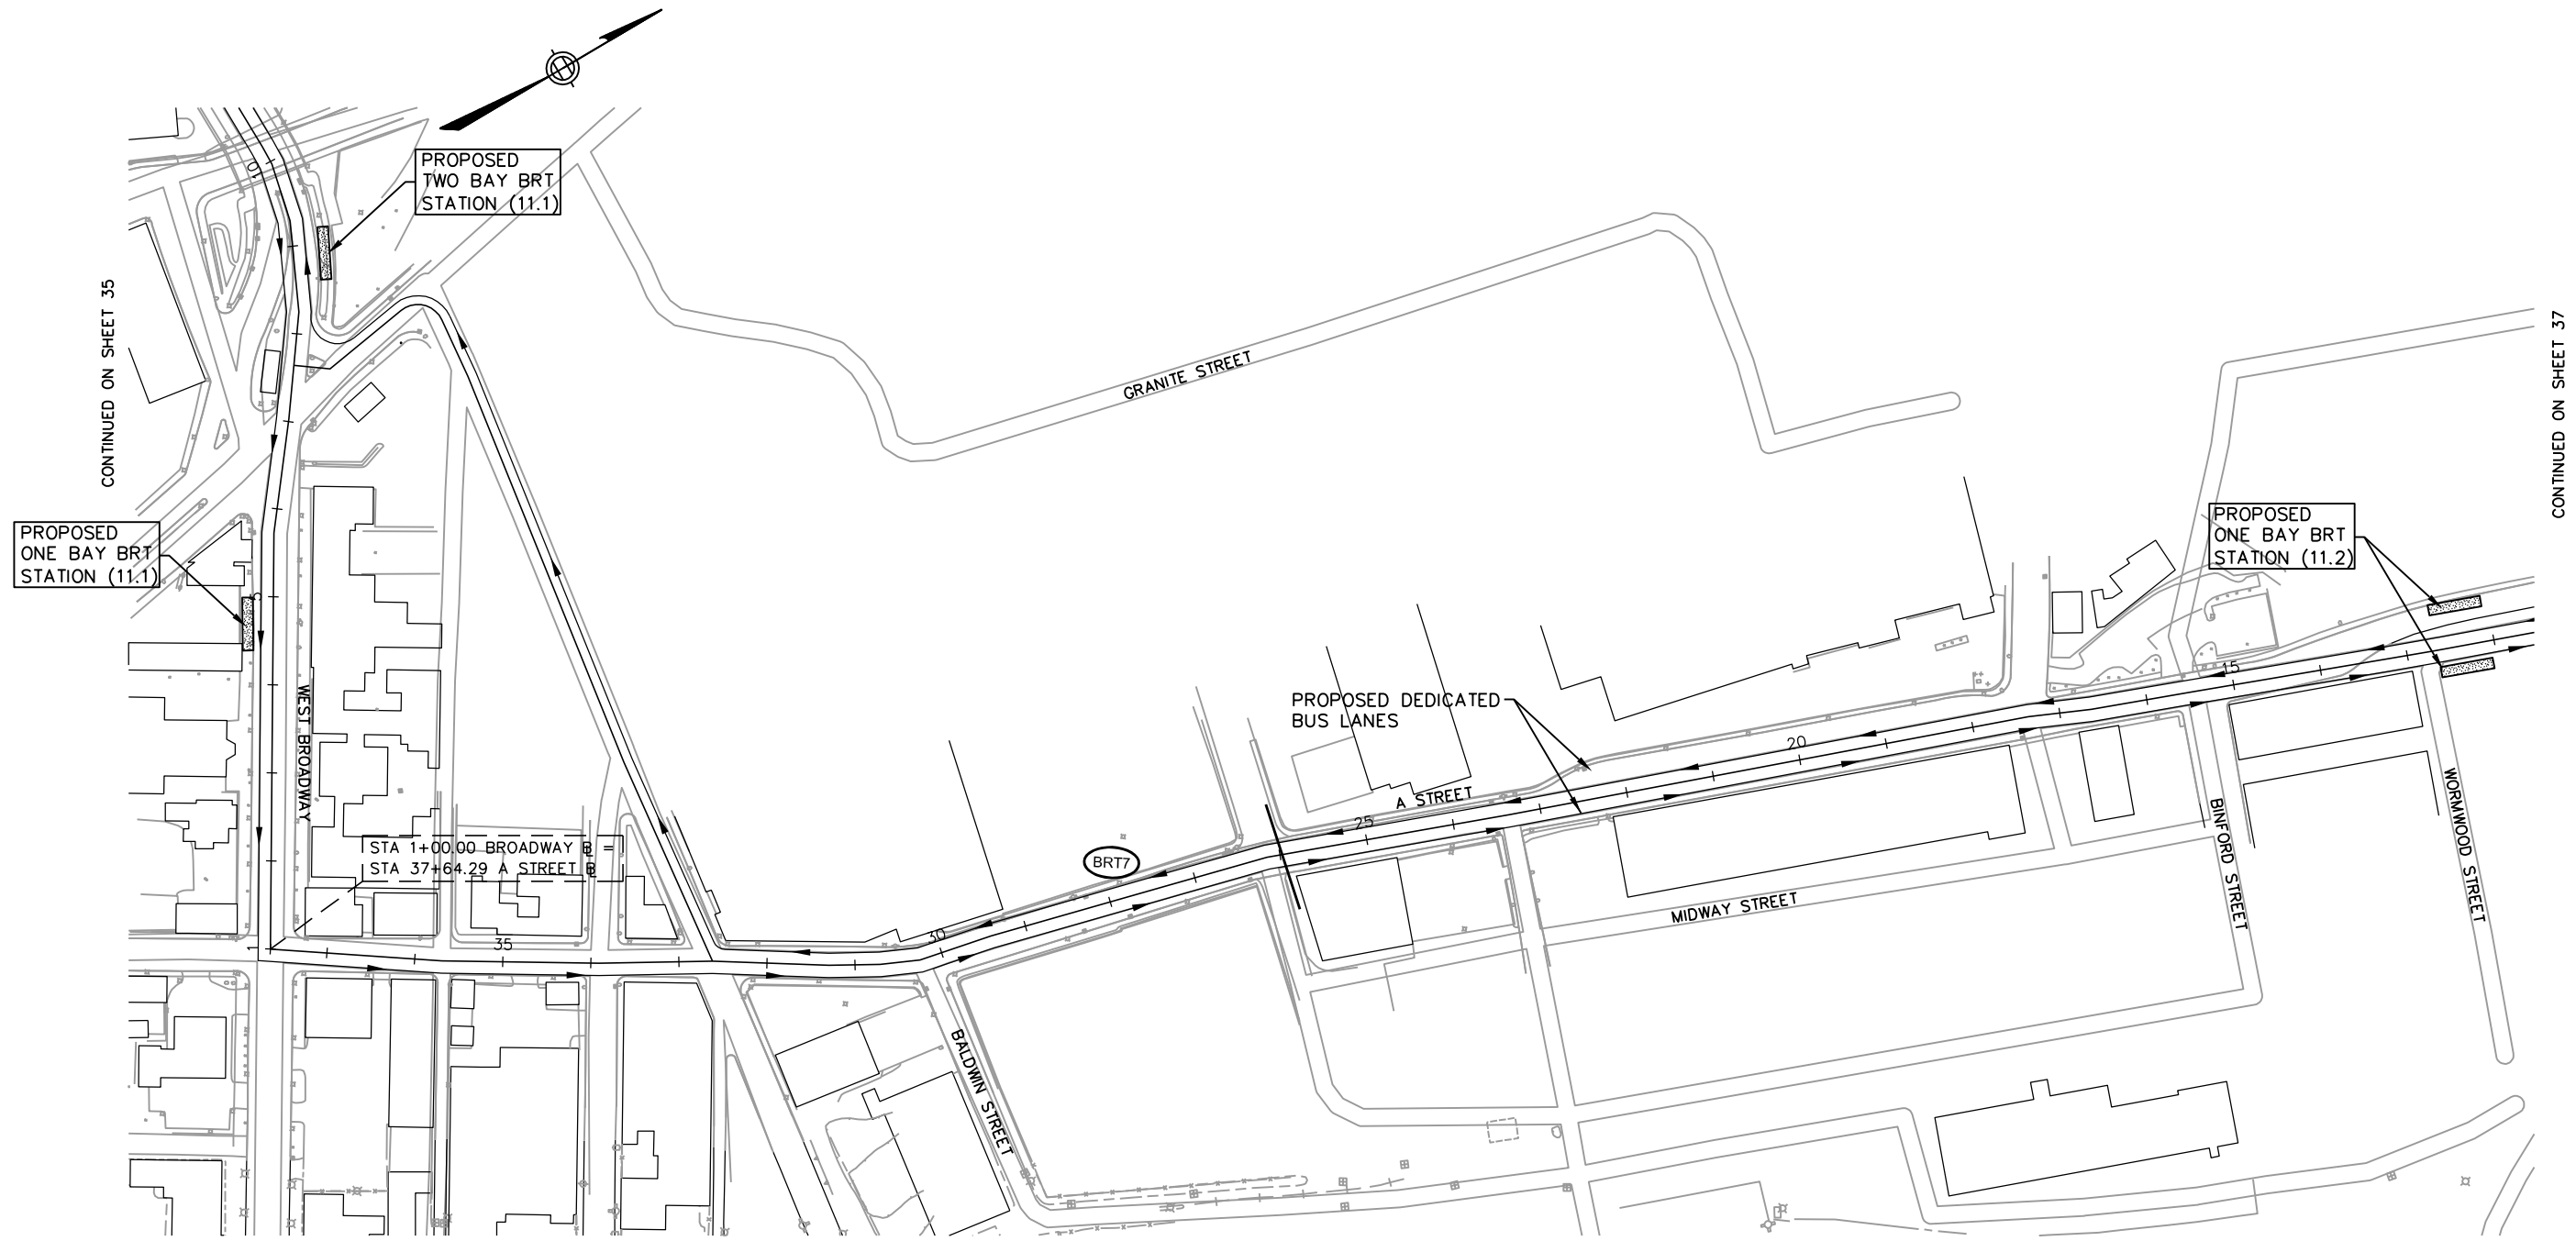 PROPOSED
TWO BAY BRT
STATION (11.1)
10
CONTINUED ON SHEET 35
CONTINUED ON SHEET 37
GRANITE STREET
PROPOSED
ONE BAY BRT
STATION (11.1)
5
PROPOSED
ONE BAY BRT
STATION (11.2)
WEST BROADWAY
PROPOSED DEDICATED
BUS LANES
15
20
A STREET
25
BRT7
STA 1+00.00 BROADWAY B =
STA 37+64.29 A STREET B
WORMWOOD STREET
BINFORD STREET
MIDWAY STREET
1
35
30
BALDWIN STREET